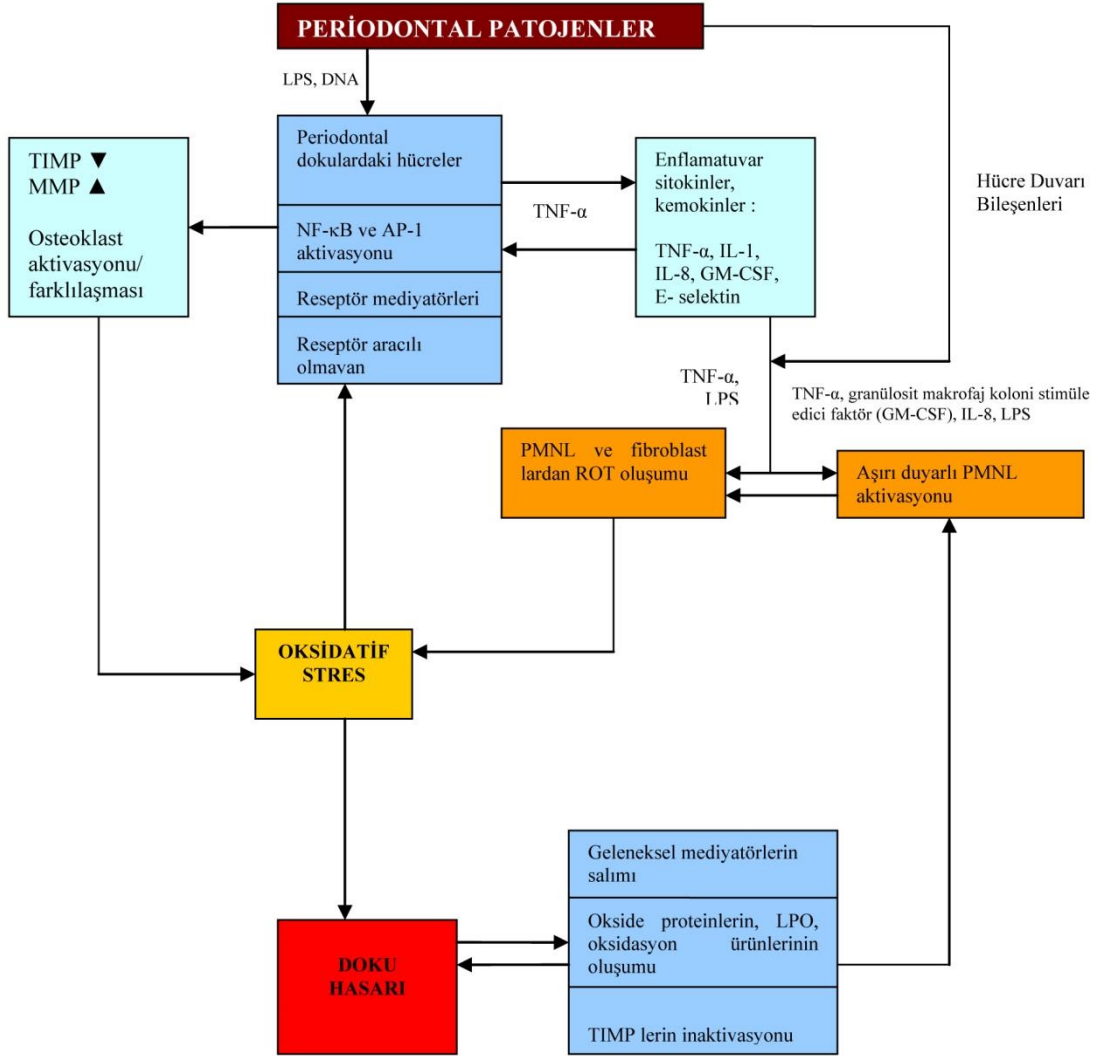 PERİODONTAL PATOJENLER
LPS, DNA
TIMP ▼
MMP ▲
Osteoklast
aktivasyonu/
farklılaşması
Periodontal
dokulardaki hücreler
NF-κB ve AP-1
aktivasyonu
Reseptör mediyatörleri
Reseptör aracılı
olmayan
TNF-α
Enflamatuvar
sitokinler,
kemokinler :
TNF-α, IL-1,
IL-8, GM-CSF,
E- selektin
Hücre Duvarı
Bileşenleri
TNF-α,
LPS
TNF-α, granülosit makrofaj koloni stimüle
edici faktör (GM-CSF), IL-8, LPS
PMNL ve fibroblast
lardan ROT oluşumu
Aşırı duyarlı PMNL
aktivasyonu
OKSİDATİF
STRES
DOKU
HASARI
Geleneksel mediyatörlerin
salımı
Okside proteinlerin, LPO,
oksidasyon ürünlerinin
oluşumu
TIMP lerin inaktivasyonu